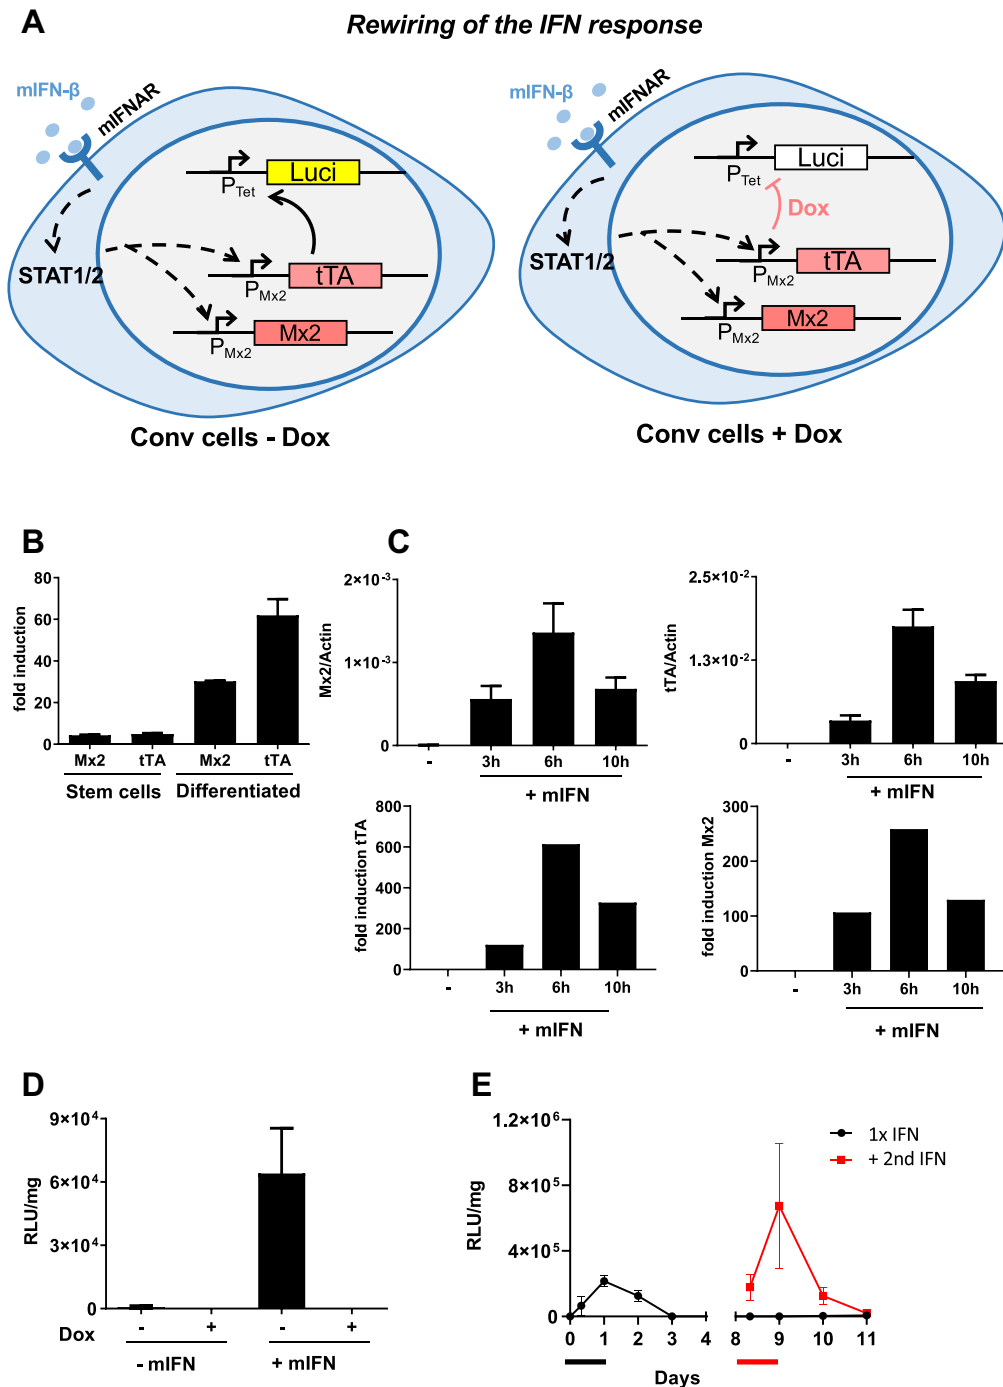 A
Rewiring of the IFN response
mIFN-β
mIFNAR
Luci
PTet
STAT1/2
tTA
PMx2
Mx2
PMx2
Conv cells - Dox
mIFN-β
mIFNAR
Luci
PTet
Dox
STAT1/2
tTA
PMx2
Mx2
PMx2
Conv cells + Dox
B
fold induction
80
60
40
20
0
Mx2 tTA Mx2 tTA
Stem cells Differentiated
C
Mx2/Actin
2×10-3
1×10-3
0
- 3h 6h 10h
+ mIFN
tTA/Actin
2.5×10-2
1.3×10-2
0
- 3h 6h 10h
+ mIFN
fold induction tTA
800
600
400
200
0
- 3h 6h 10h
+ mIFN
fold induction Mx2
300
200
100
0
- 3h 6h 10h
+ mIFN
D
RLU/mg
9×10⁴
6×10⁴
3×10⁴
0
Dox - + - +
- mIFN + mIFN
E
RLU/mg
1.2×10⁶
8×10⁵
4×10⁵
0
0 1 2 3 4 8 9 10 11
Days
1x IFN
+ 2nd IFN